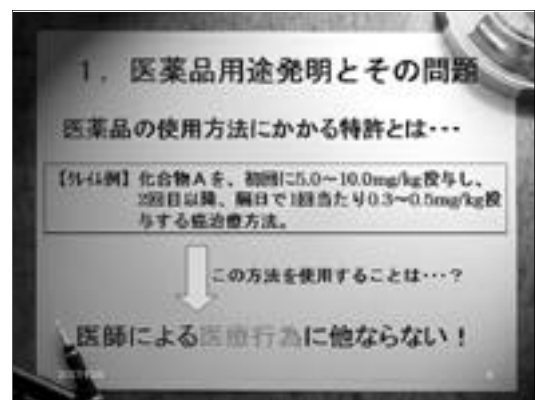 1. 医薬品用途発明とその問題
医薬品の使用方法にかかる特許とは･･･
【クレイム例】化合物Aを、初回に5.0～10.0mg/kg投与し、
2回目以降、隔日で1回当たり0.3～0.5mg/kg投
与する癌治療方法。
この方法を使用することは･･･？
医師による医療行為に他ならない！